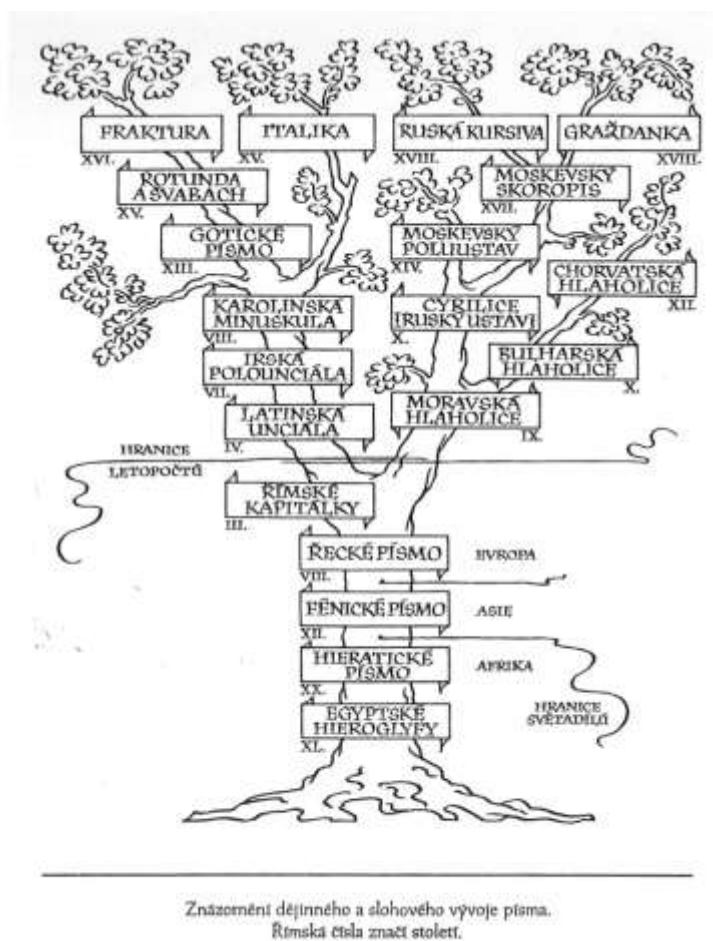 FRAKTURA
XVI.
ITALIKA
XV.
RUSKÁ KURSIVA
XVIII.
GRAŽDANKA
XVIII.
ROTUNDA
A ŠVABACH
XV.
MOSKEVSKÝ
SKOROPIS
XVII.
GOTICKÉ
PÍSMO
XIII.
MOSKEVSKÝ
POLUUSTAV
XIV.
CHORVATSKÁ
HLAHOLICE
XII.
KAROLINSKÁ
MINUSKULA
VIII.
CYRILICE
I RUSKÝ USTAV
X.
IRSKÁ
POLOUNCIÁLA
VII.
BULHARSKÁ
HLAHOLICE
X.
LATINSKÁ
UNCIÁLA
IV.
MORAVSKÁ
HLAHOLICE
IX.
HRANICE
LETOPOČTŮ
ŘÍMSKÉ
KAPITÁLKY
III.
ŘECKÉ PÍSMO
VIII.
EVROPA
FÉNICKÉ PÍSMO
XII.
ASIE
HIERATICKÉ
PÍSMO
XX.
AFRIKA
HRANICE
SVĚTADÍLŮ
EGYPTSKÉ
HIEROGLYFY
XL.
Znázornění dějinného a slohového vývoje písma.
Římská čísla značí století.